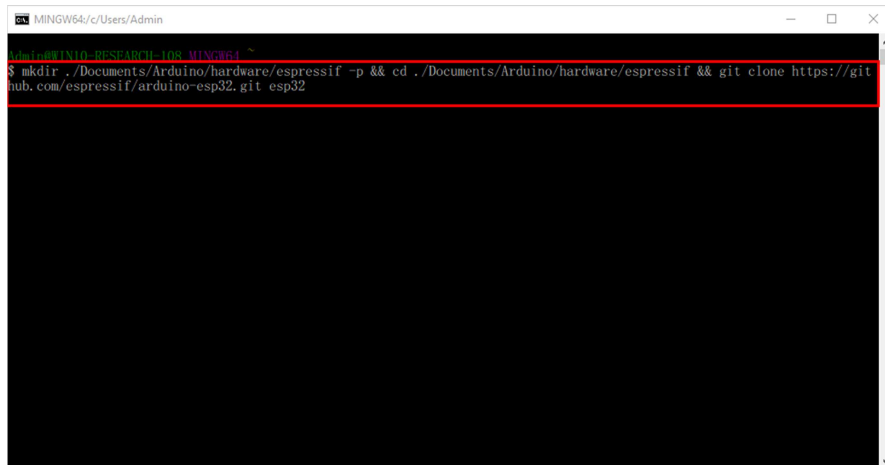 MINGW64:/c/Users/Admin
Admin@WIN10-RESEARCH-108 MINGW64 ~
$ mkdir ./Documents/Arduino/hardware/espressif -p && cd ./Documents/Arduino/hardware/espressif && git clone https://git
hub.com/espressif/arduino-esp32.git esp32